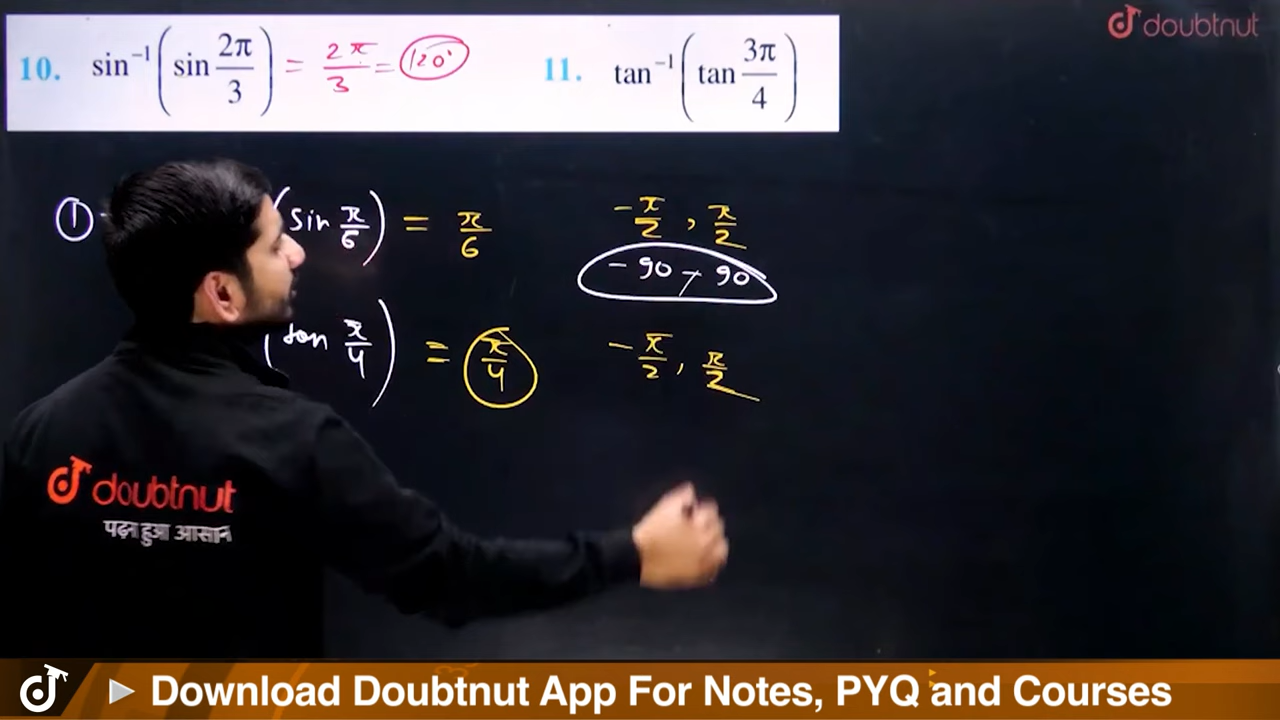 doubtnut
10. sin⁻¹(sin 2π/3) = 2π/3 = 120° 11. tan⁻¹(tan 3π/4)
① (sin π/6) = π/6 -π/2, π/2
-90, 90
(tan π/4) = π/4 -π/2, π/2
doubtnut
पढ़ना हुआ आसान
Download Doubtnut App For Notes, PYQ and Courses